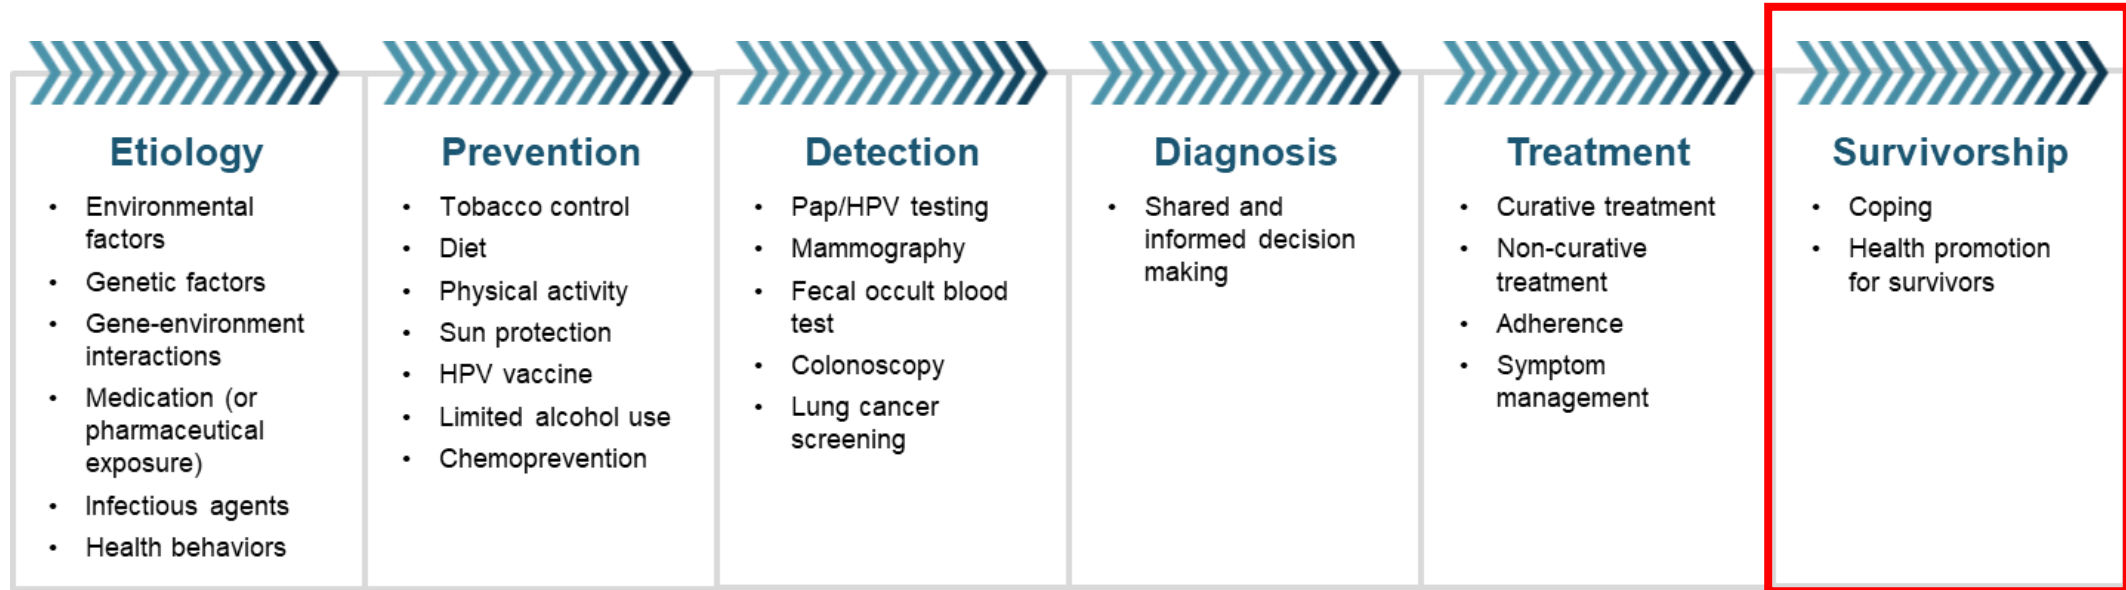 Etiology
• Environmental
factors
• Genetic factors
• Gene-environment
interactions
• Medication (or
pharmaceutical
exposure)
• Infectious agents
• Health behaviors
Prevention
• Tobacco control
• Diet
• Physical activity
• Sun protection
• HPV vaccine
• Limited alcohol use
• Chemoprevention
Detection
• Pap/HPV testing
• Mammography
• Fecal occult blood
test
• Colonoscopy
• Lung cancer
screening
Diagnosis
• Shared and
informed decision
making
Treatment
• Curative treatment
• Non-curative
treatment
• Adherence
• Symptom
management
Survivorship
• Coping
• Health promotion
for survivors